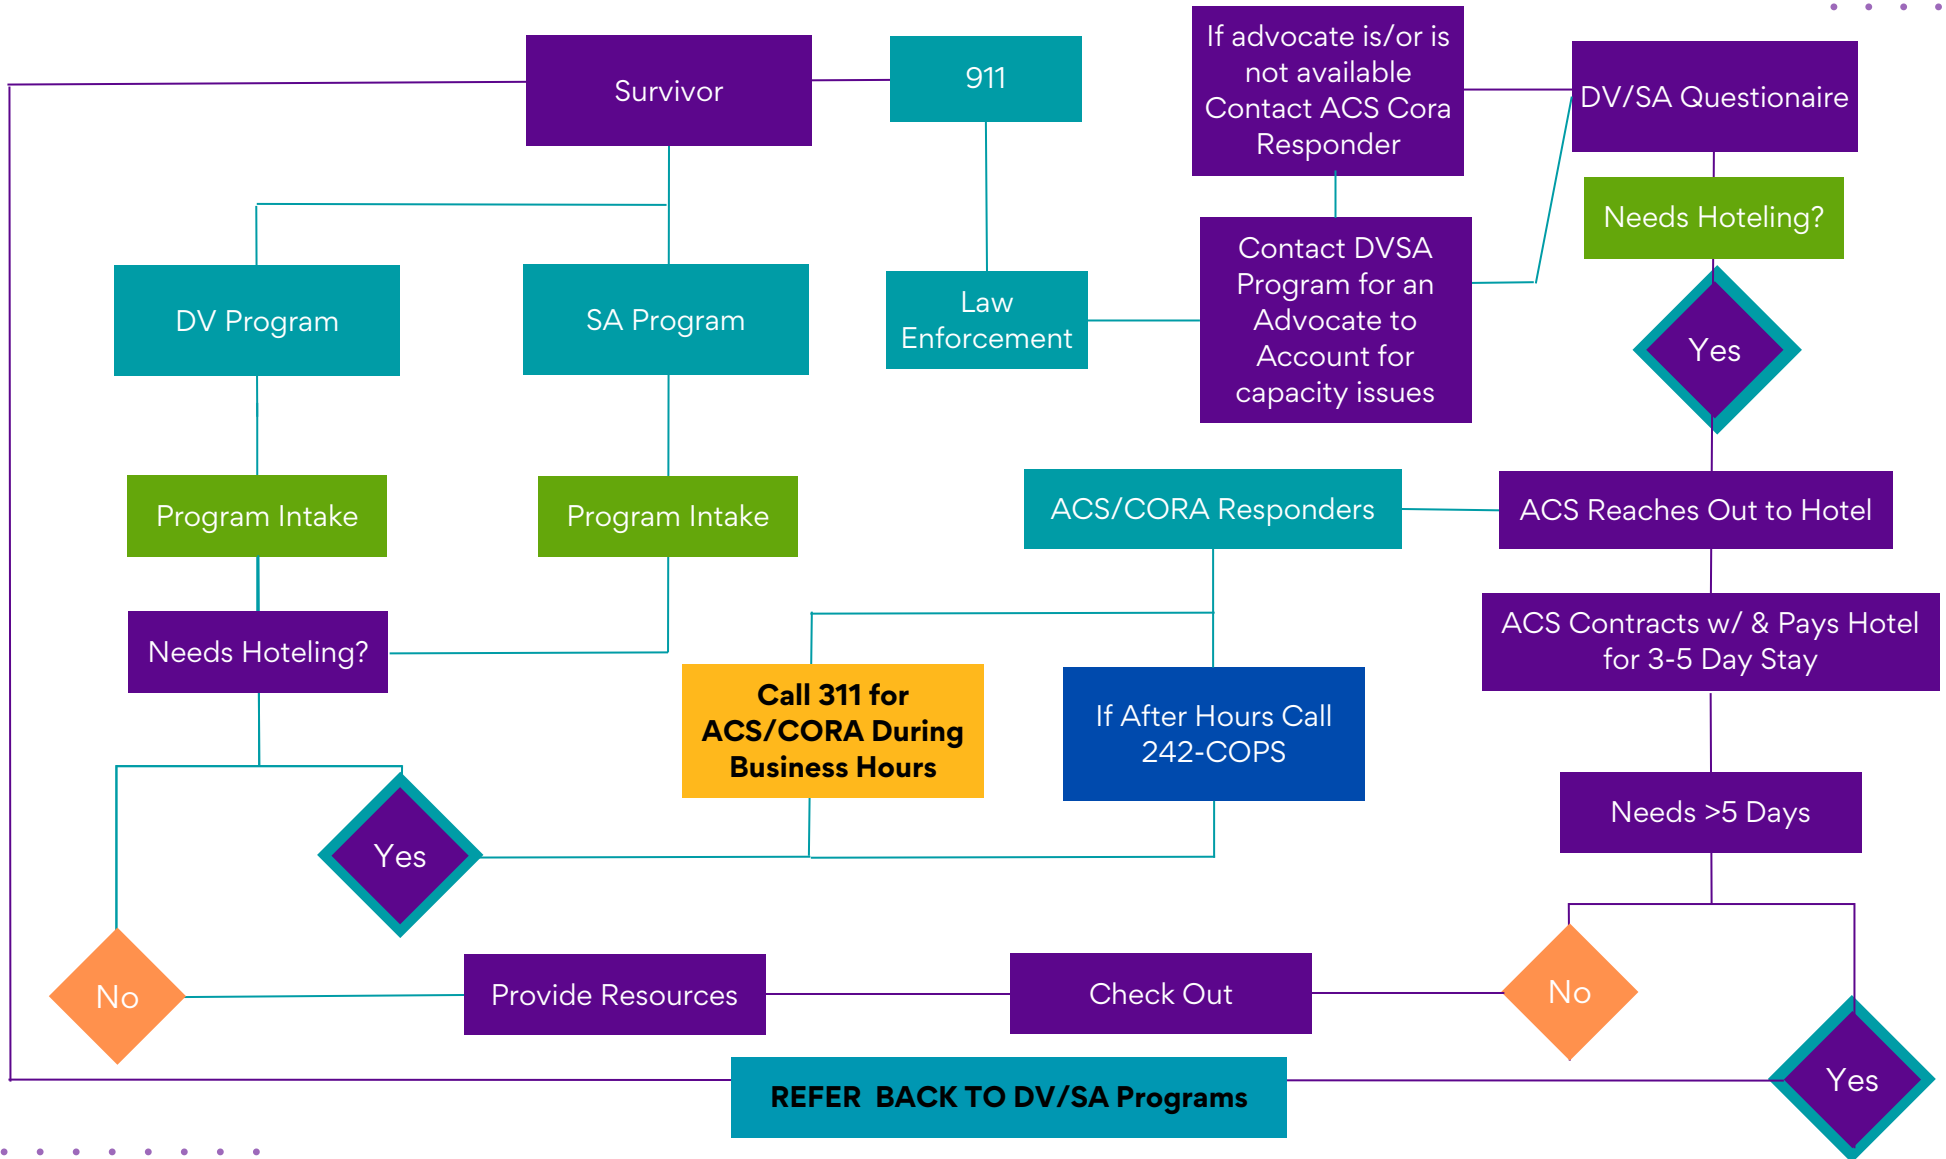 Survivor
911
If advocate is/or is
not available
Contact ACS Cora
Responder
DV/SA Questionaire
Needs Hoteling?
Yes
DV Program
SA Program
Law
Enforcement
Contact DVSA
Program for an
Advocate to
Account for
capacity issues
Program Intake
Program Intake
ACS/CORA Responders
ACS Reaches Out to Hotel
Needs Hoteling?
Call 311 for
ACS/CORA During
Business Hours
If After Hours Call
242-COPS
ACS Contracts w/ & Pays Hotel
for 3-5 Day Stay
Needs >5 Days
Yes
No
Provide Resources
Check Out
No
Yes
REFER BACK TO DV/SA Programs